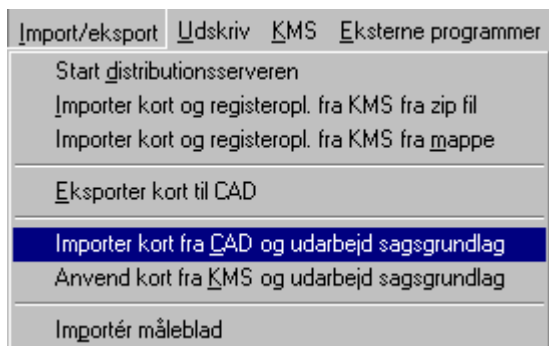 Import/eksport Udskriv KMS Eksterne programmer
Start distributionsserveren
Importer kort og registeropl. fra KMS fra zip fil
Importer kort og registeropl. fra KMS fra mappe
Eksporter kort til CAD
Importer kort fra CAD og udarbejd sagsgrundlag
Anvend kort fra KMS og udarbejd sagsgrundlag
Importér måleblad